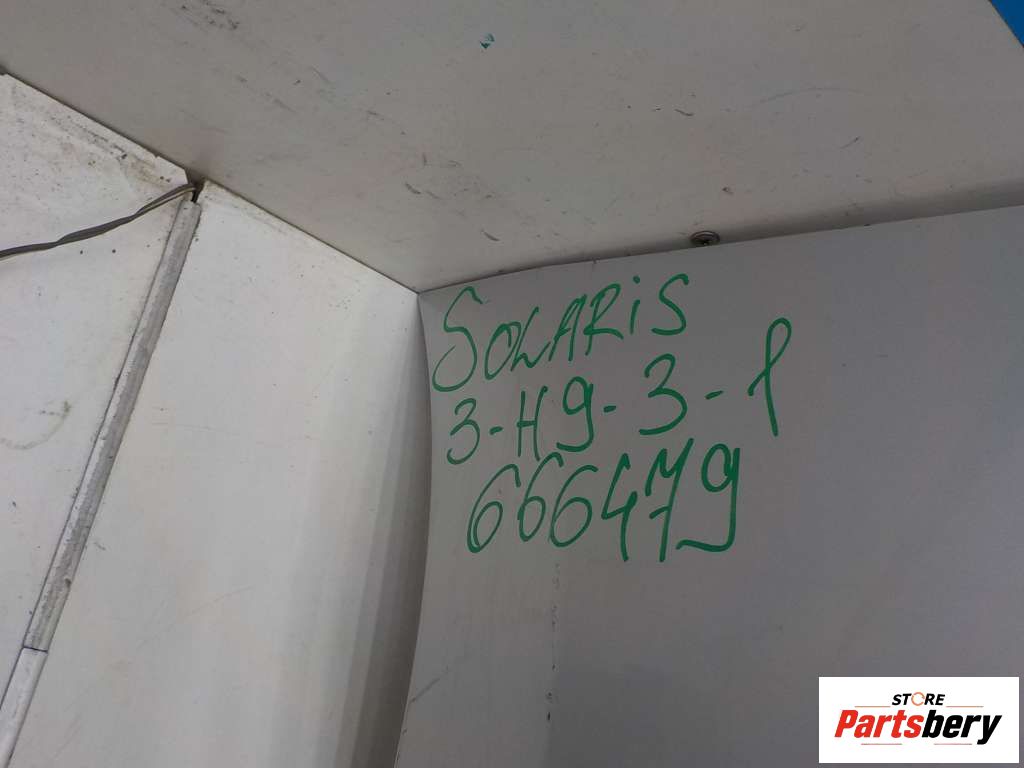 SOLARiS
3-H9-3-1
666479
STORE
Partsbery